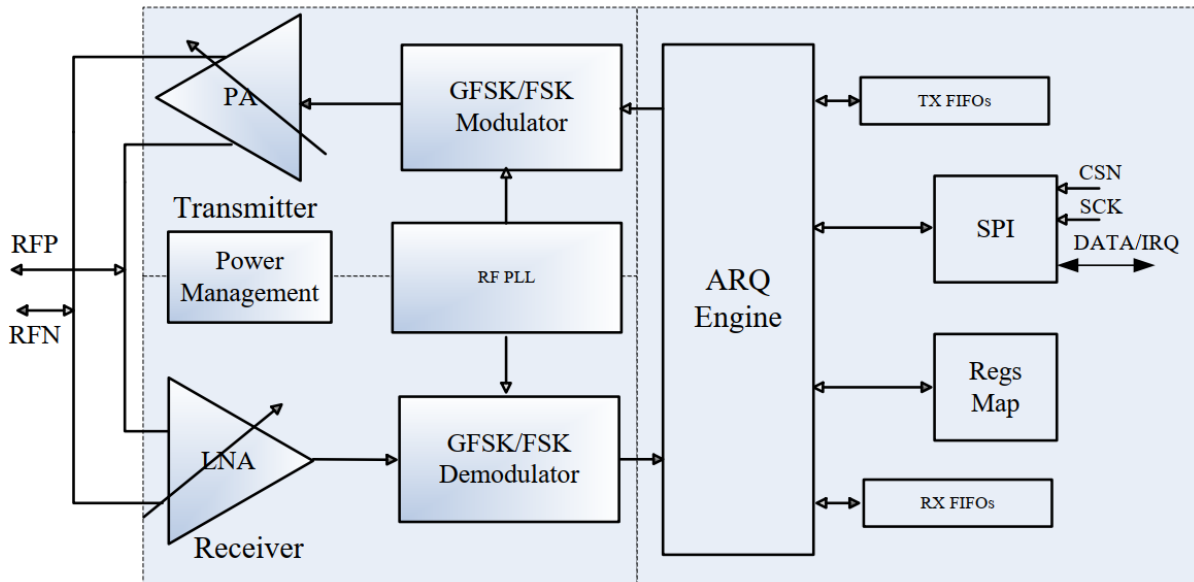 PA
GFSK/FSK
Modulator
TX FIFOs
CSN
SCK
DATA/IRQ
SPI
Transmitter
RFP
RFN
Power
Management
RF PLL
ARQ
Engine
Regs
Map
LNA
GFSK/FSK
Demodulator
RX FIFOs
Receiver